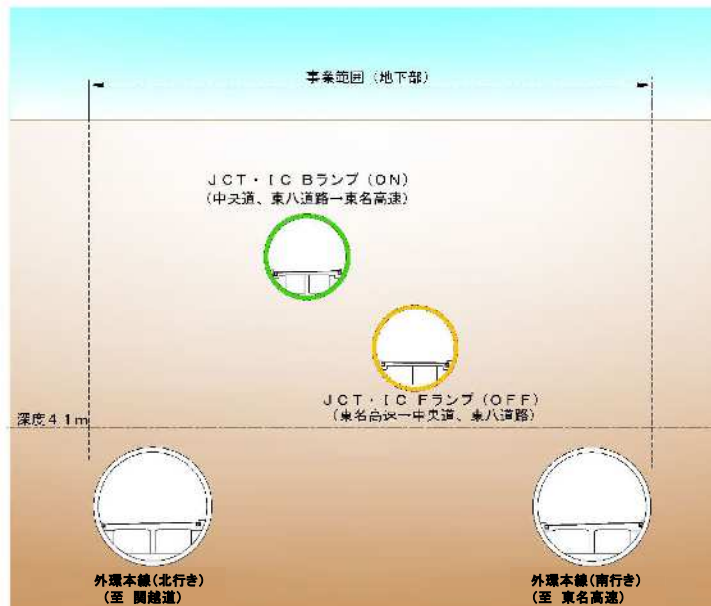 事業範囲（地下部）
ＪＣＴ・ＩＣ Ｂランプ（ＯＮ）
（中央道、東八道路→東名高速）
ＪＣＴ・ＩＣ Ｆランプ（ＯＦＦ）
（東名高速→中央道、東八道路）
深度４１ｍ
外環本線(北行き)
(至 関越道)
外環本線(南行き)
(至 東名高速)